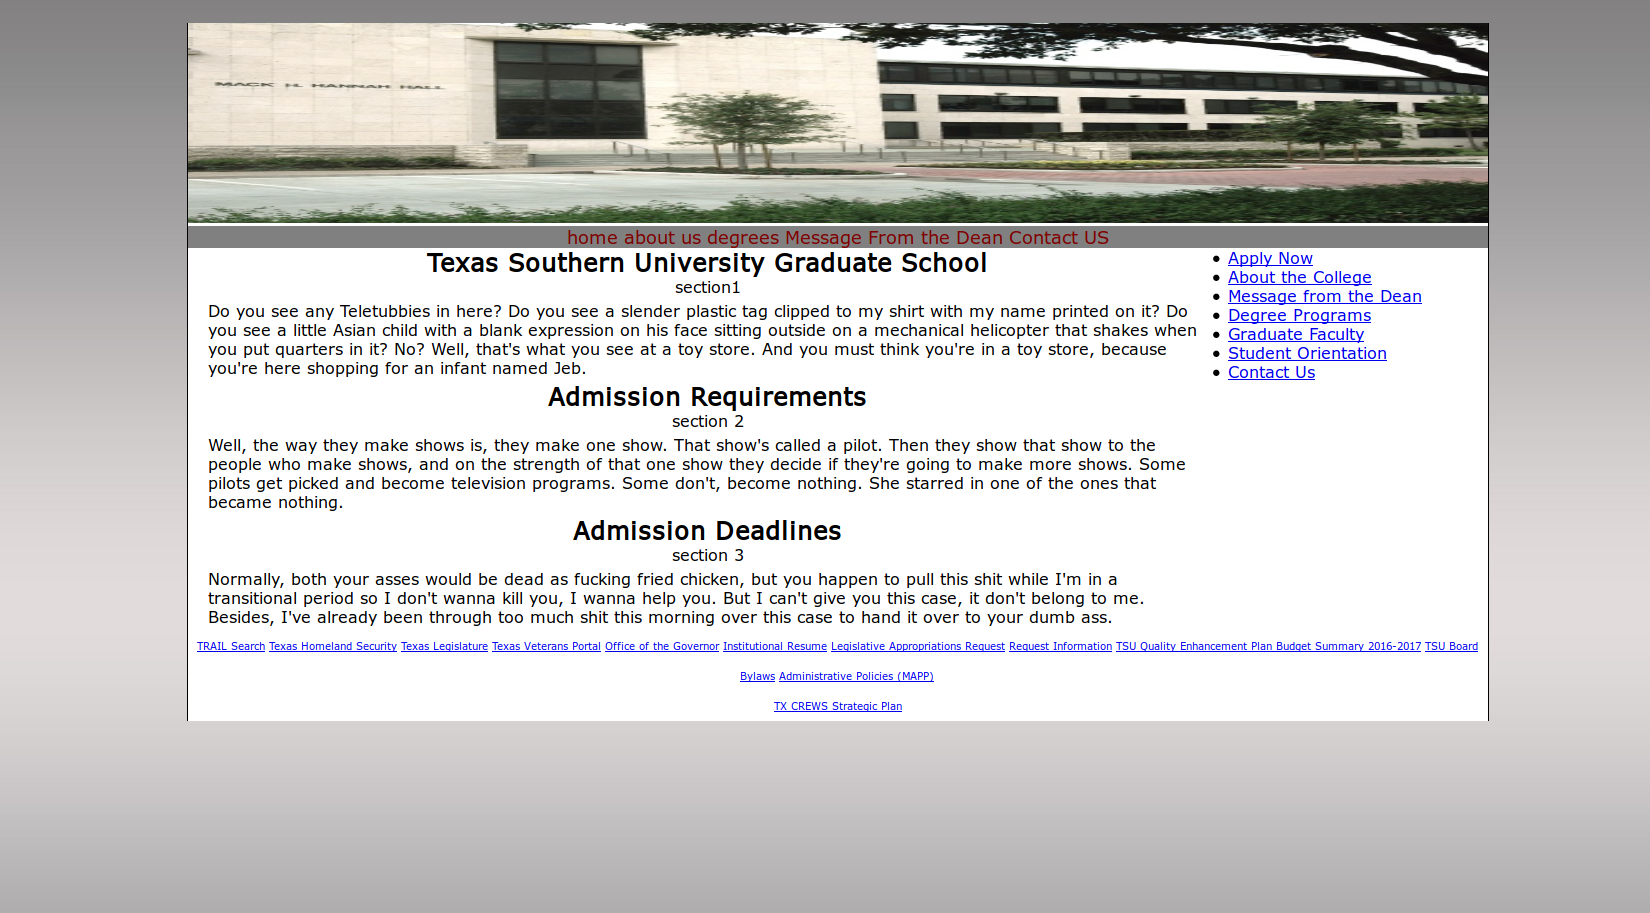 MACK H. HANNAH HALL
home about us degrees Message From the Dean Contact US
Texas Southern University Graduate School
section1
Do you see any Teletubbies in here? Do you see a slender plastic tag clipped to my shirt with my name printed on it? Do
you see a little Asian child with a blank expression on his face sitting outside on a mechanical helicopter that shakes when
you put quarters in it? No? Well, that's what you see at a toy store. And you must think you're in a toy store, because
you're here shopping for an infant named Jeb.
Admission Requirements
section 2
Well, the way they make shows is, they make one show. That show's called a pilot. Then they show that show to the
people who make shows, and on the strength of that one show they decide if they're going to make more shows. Some
pilots get picked and become television programs. Some don't, become nothing. She starred in one of the ones that
became nothing.
Admission Deadlines
section 3
Normally, both your asses would be dead as fucking fried chicken, but you happen to pull this shit while I'm in a
transitional period so I don't wanna kill you, I wanna help you. But I can't give you this case, it don't belong to me.
Besides, I've already been through too much shit this morning over this case to hand it over to your dumb ass.
Apply Now
About the College
Message from the Dean
Degree Programs
Graduate Faculty
Student Orientation
Contact Us
TRAIL Search Texas Homeland Security Texas Legislature Texas Veterans Portal Office of the Governor Institutional Resume Legislative Appropriations Request Request Information TSU Quality Enhancement Plan Budget Summary 2016-2017 TSU Board
Bylaws Administrative Policies (MAPP)
TX CREWS Strategic Plan